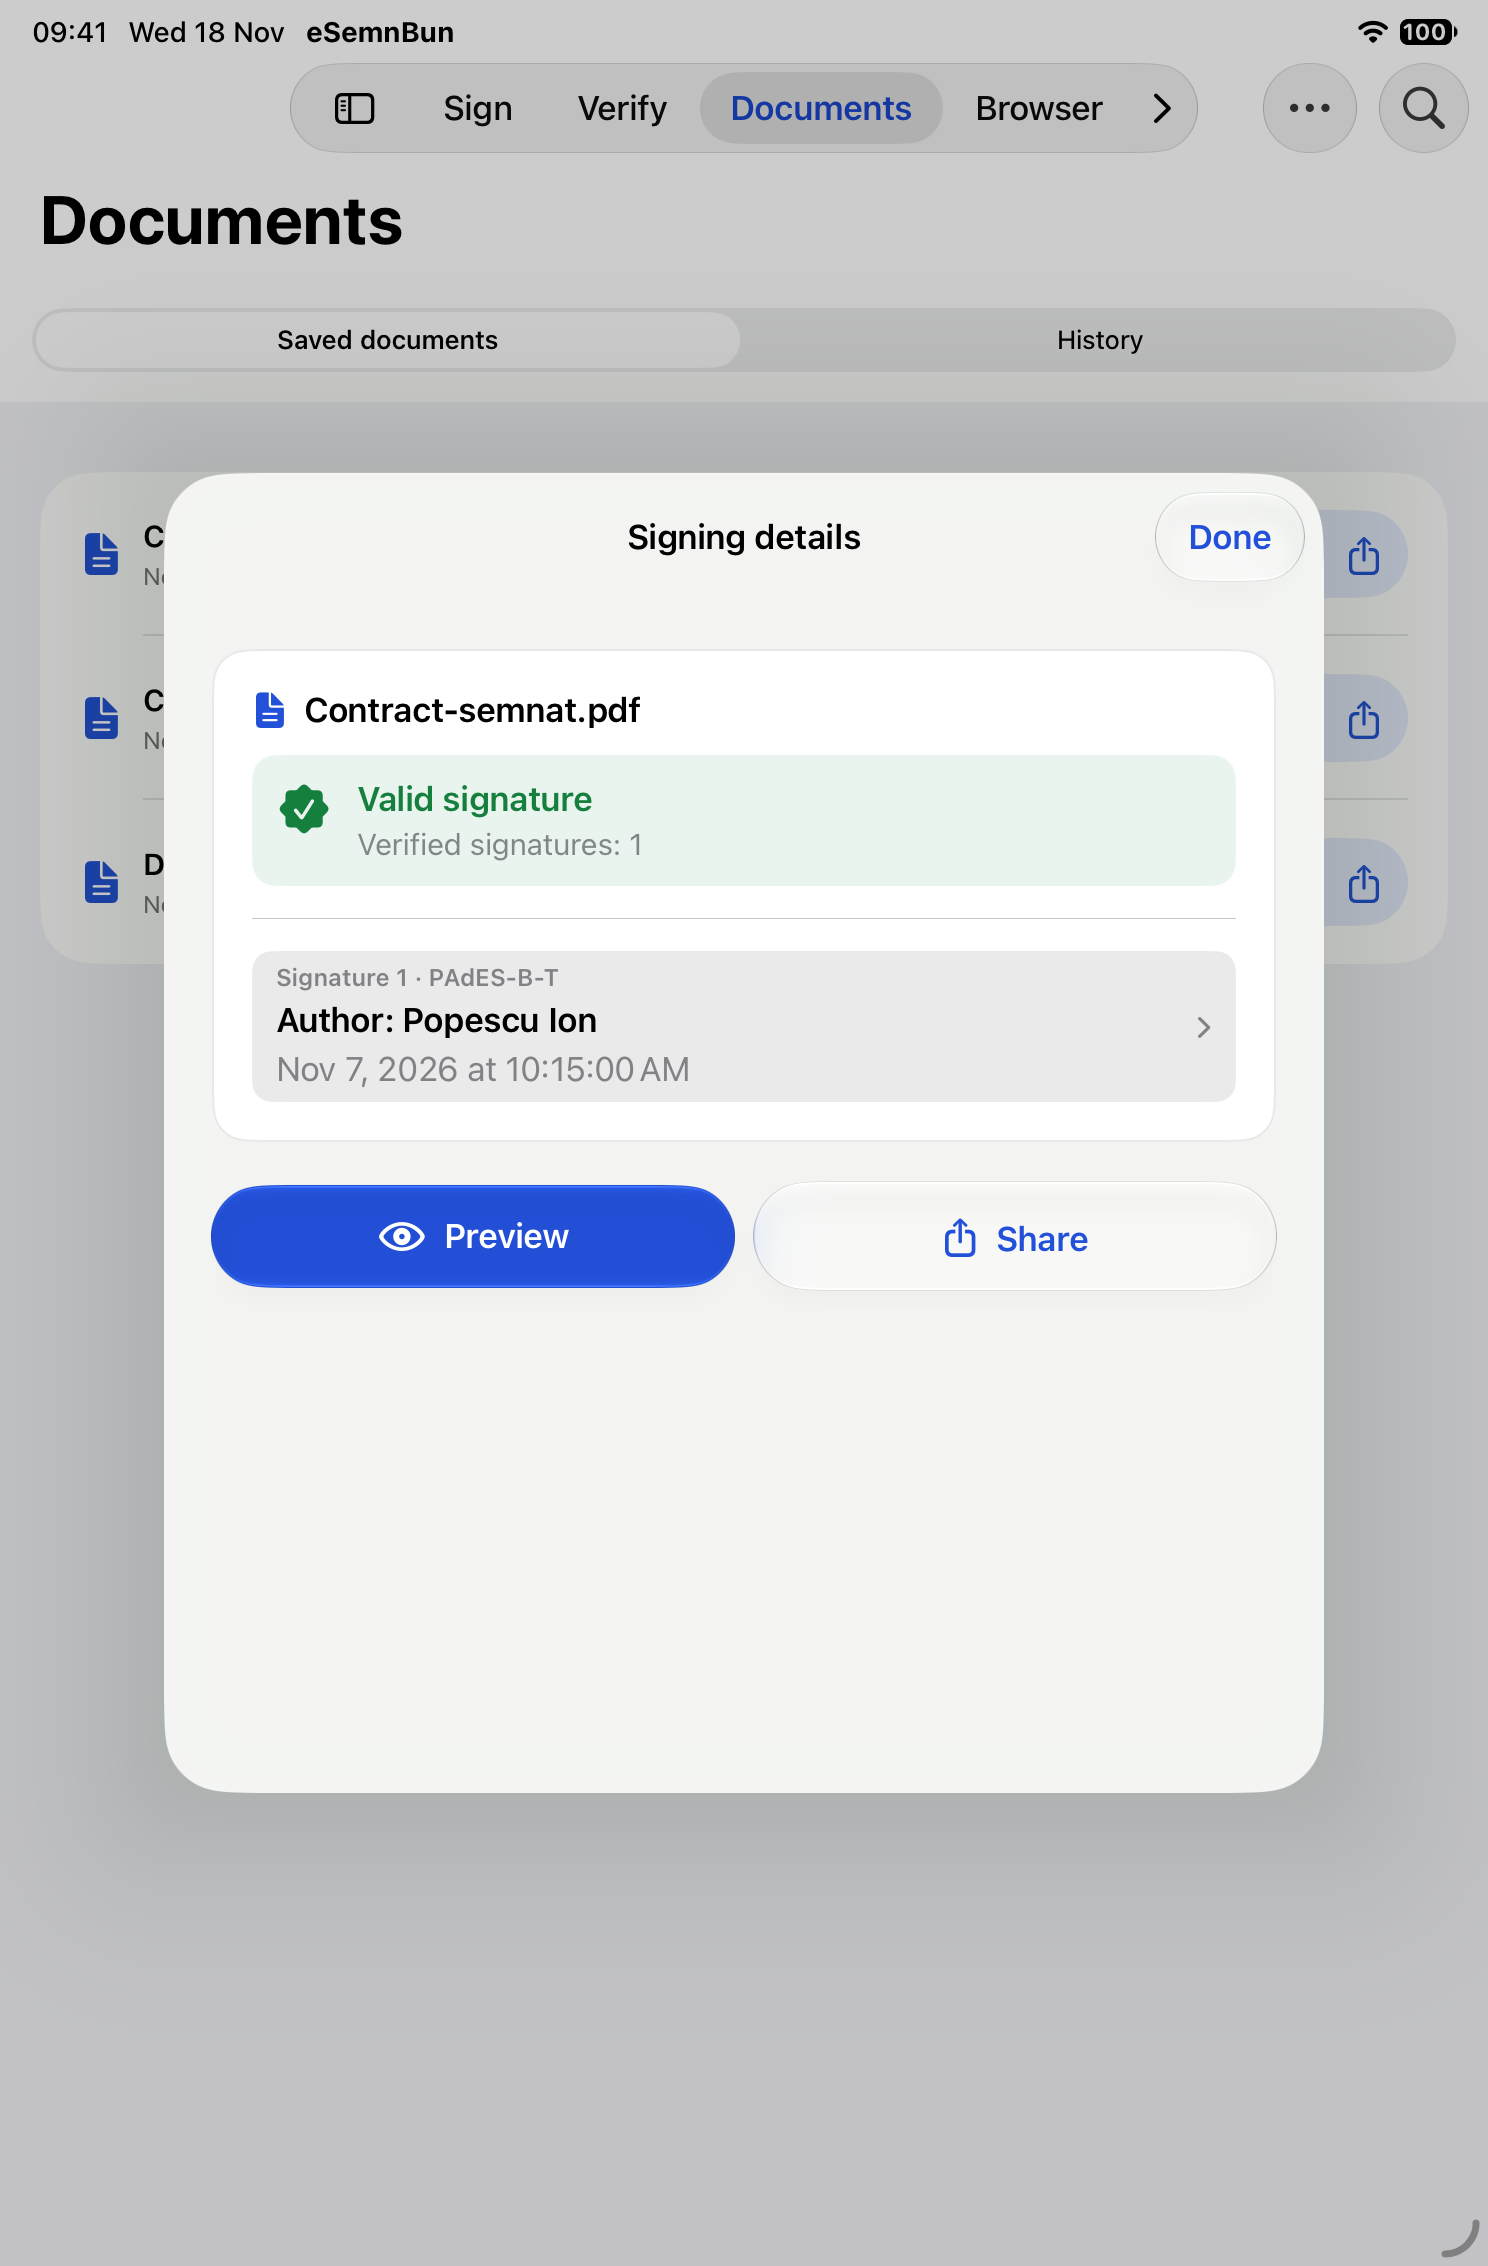 09:41 Wed 18 Nov eSemnBun 100
Sign Verify Documents Browser
Documents
Saved documents History
Signing details Done
Contract-semnat.pdf
Valid signature
Verified signatures: 1
Signature 1 · PAdES-B-T
Author: Popescu Ion
Nov 7, 2026 at 10:15:00 AM
Preview Share